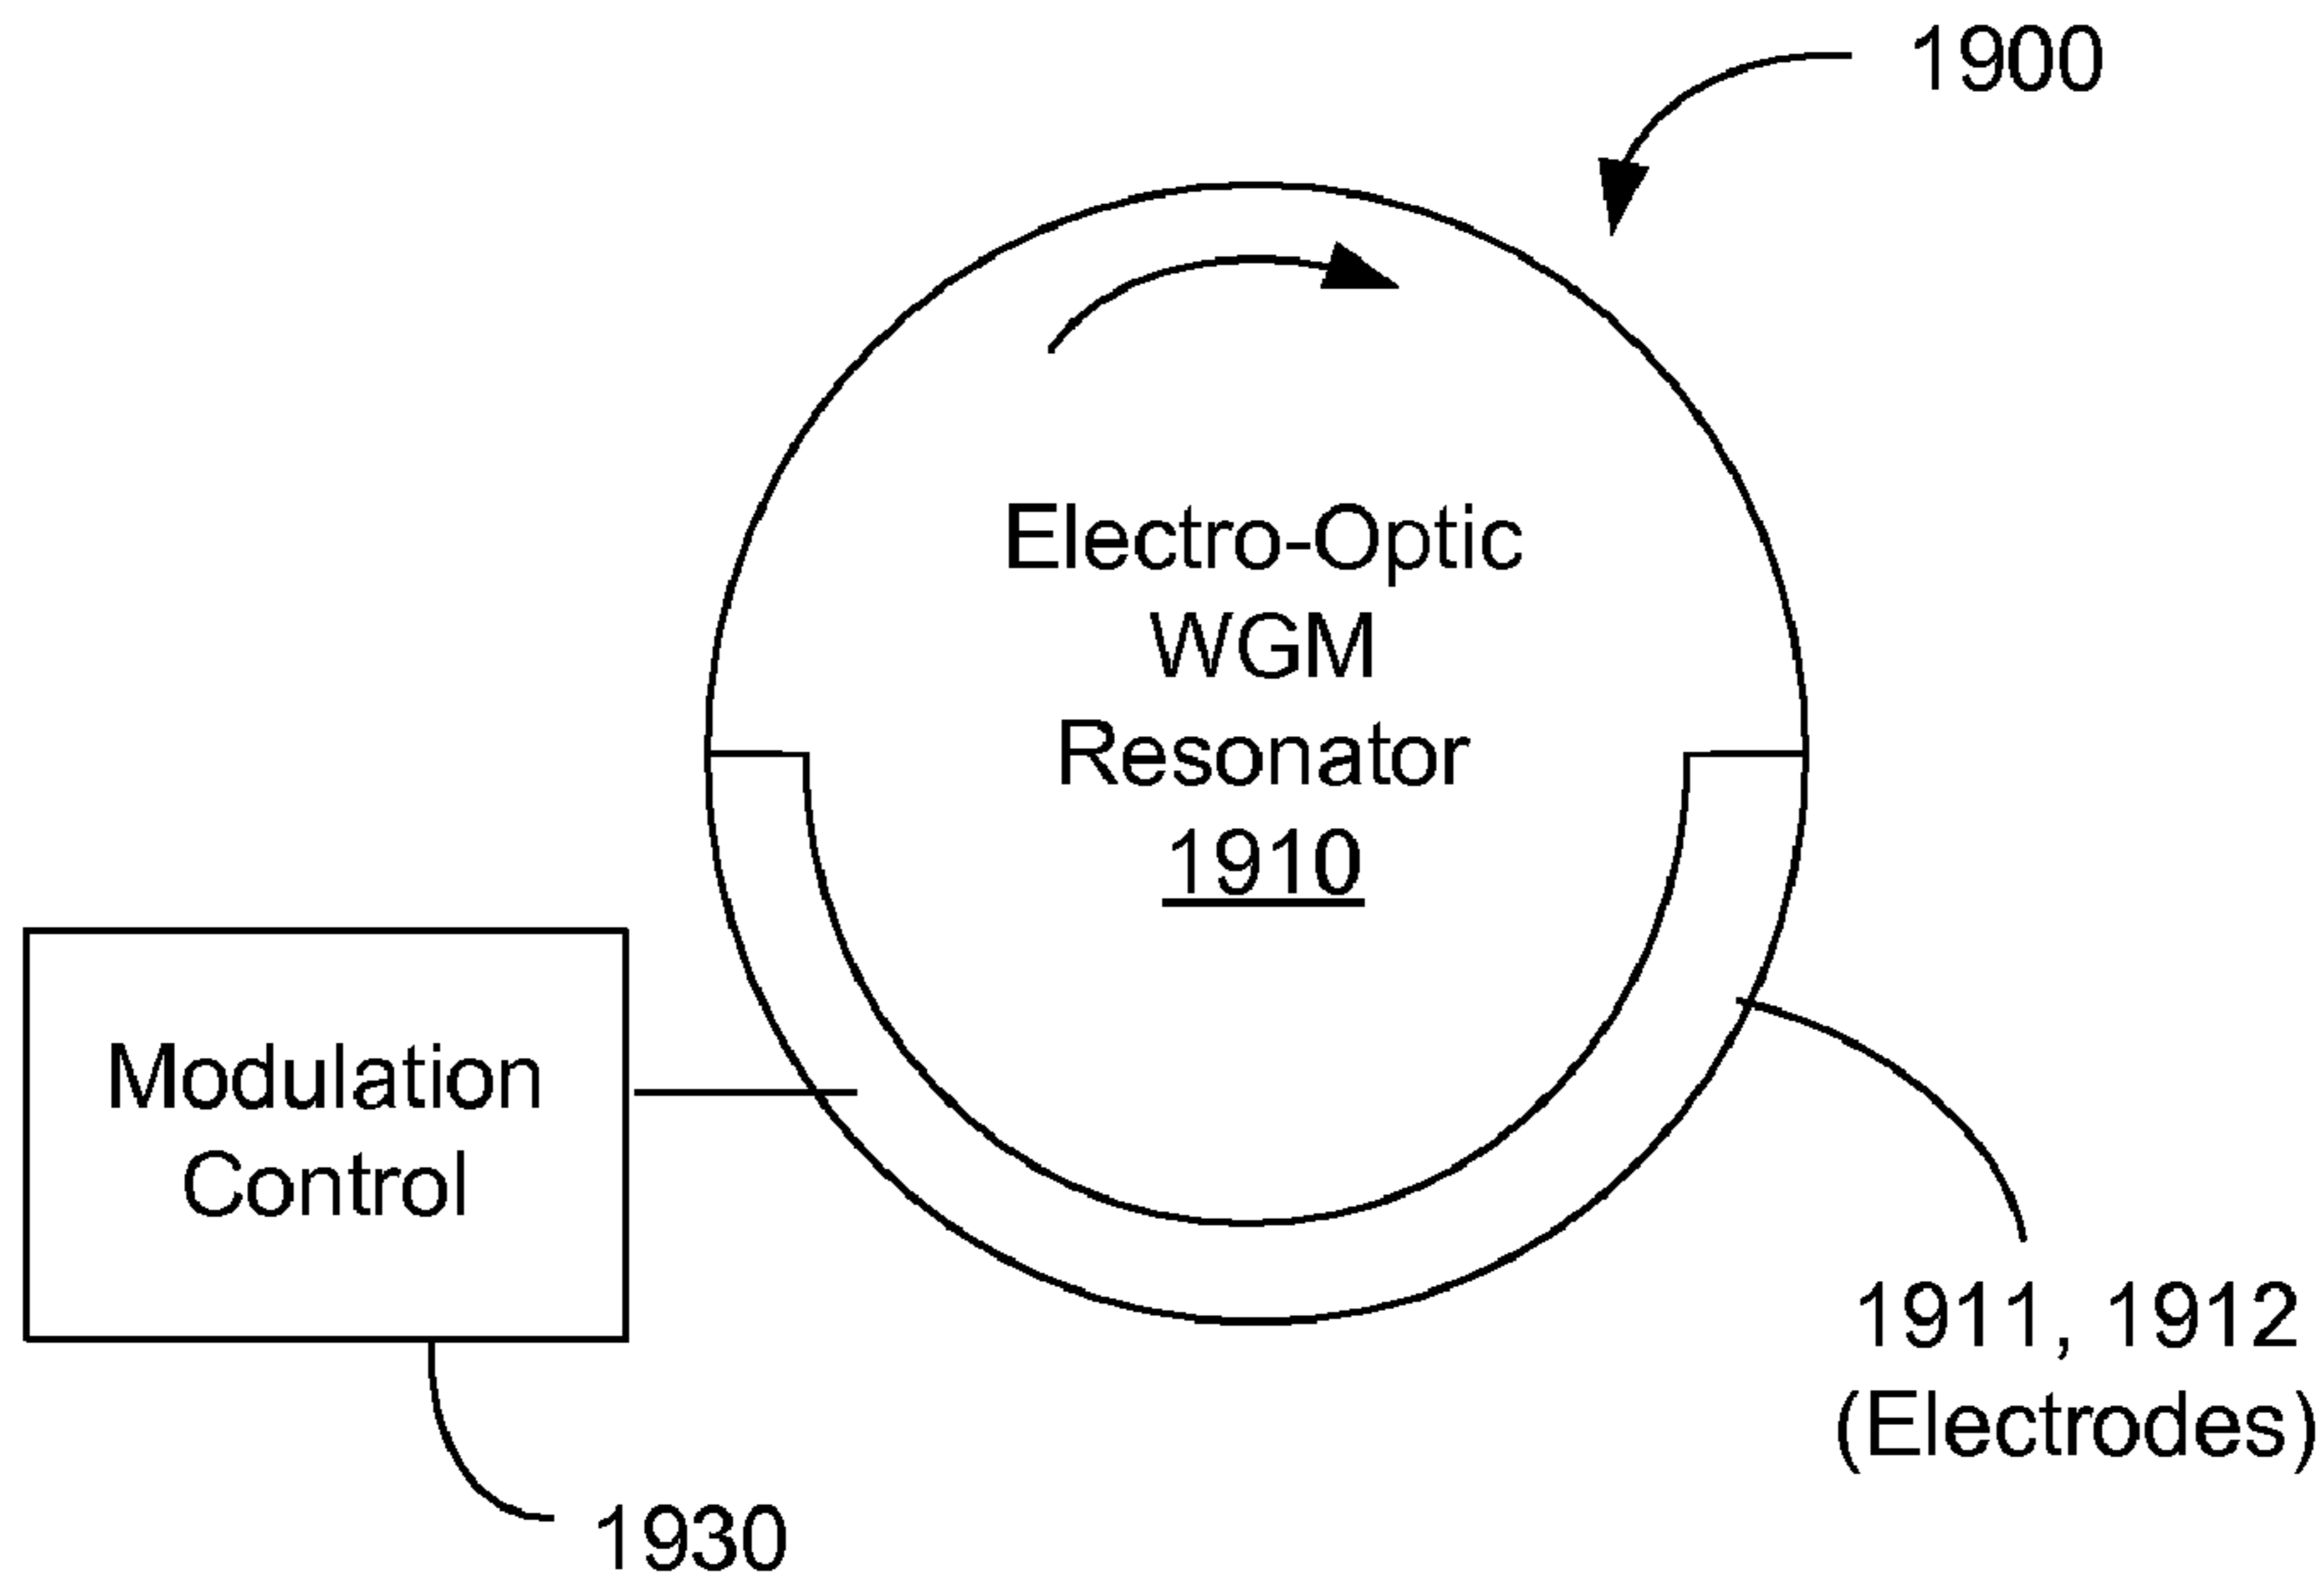 1900
Electro-Optic
WGM
Resonator
1910
Modulation
Control
1911, 1912
(Electrodes)
1930